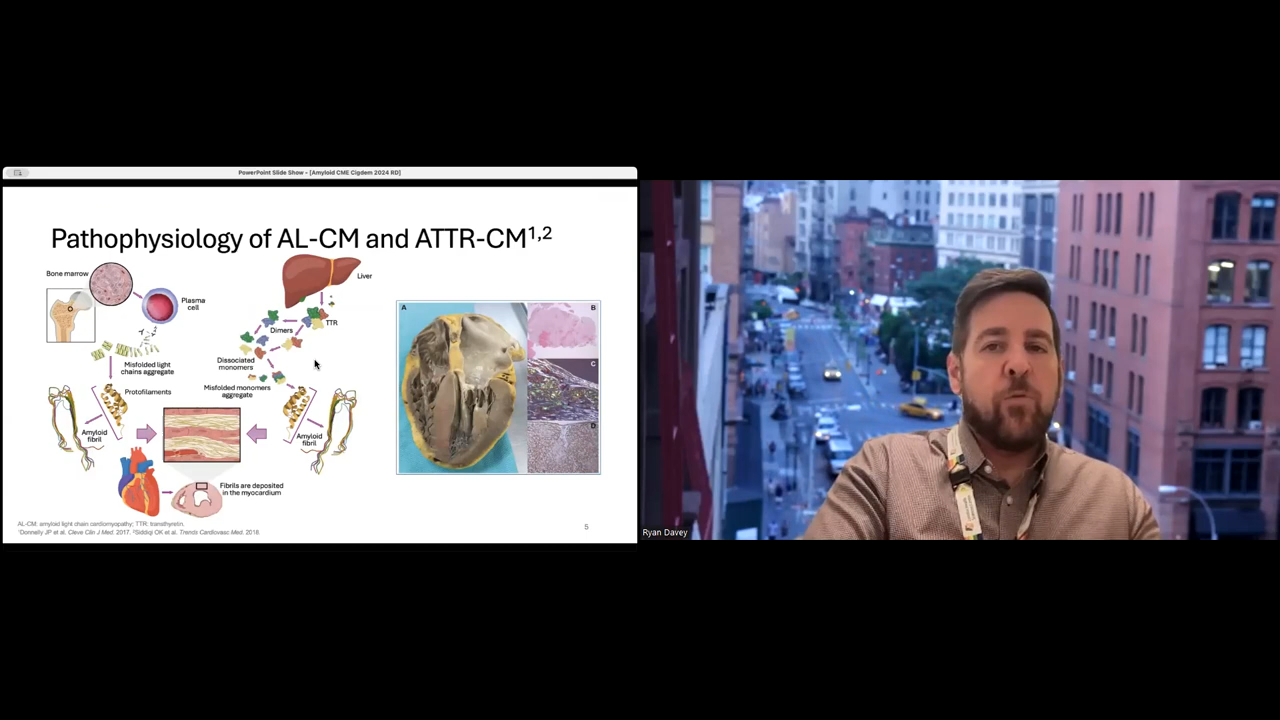 PowerPoint Slide Show - [Amyloid CME Cigdem 2024 RD]
Pathophysiology of AL-CM and ATTR-CM1,2
Bone marrow
Plasma
cell
Misfolded light
chains aggregate
Protofilaments
Amyloid
fibril
Liver
TTR
Dimers
Dissociated
monomers
Misfolded monomers
aggregate
Amyloid
fibril
Fibrils are deposited
in the myocardium
A
B
C
D
AL-CM: amyloid light chain cardiomyopathy; TTR: transthyretin.
1Donnelly JP et al. Cleve Clin J Med. 2017. 2Siddiqi OK et al. Trends Cardiovasc Med. 2018.
5
Ryan Davey